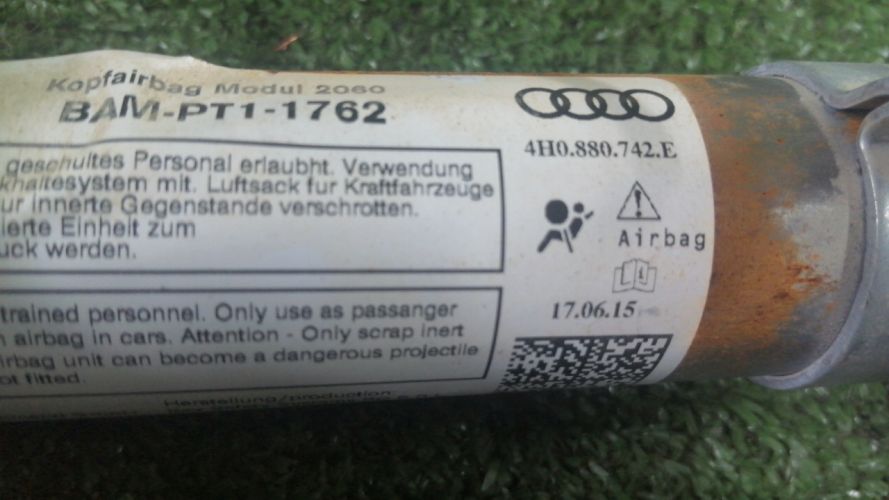 Kopfairbag Modul 2060
BAM-PT1-1762
4H0.880.742.E
geschultes Personal erlaubht. Verwendung
khaltesystem mit. Luftsack fur Kraftfahrzeuge
ur innerte Gegenstande verschrotten.
ierte Einheit zum
uck werden.
Airbag
17.06.15
trained personnel. Only use as passanger
airbag in cars. Attention - Only scrap inert
irbag unit can become a dangerous projectile
ot fitted.
Herstellung/production